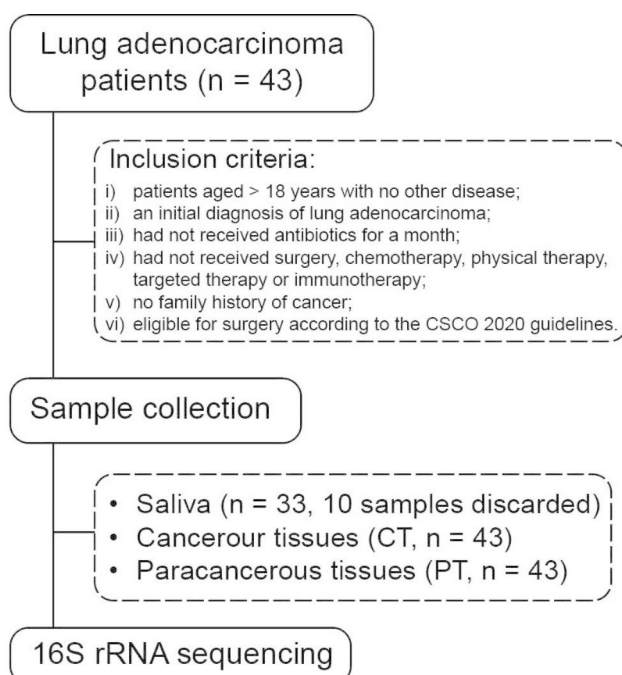 Lung adenocarcinoma
patients (n = 43)
Inclusion criteria:
i) patients aged > 18 years with no other disease;
ii) an initial diagnosis of lung adenocarcinoma;
iii) had not received antibiotics for a month;
iv) had not received surgery, chemotherapy, physical therapy,
targeted therapy or immunotherapy;
v) no family history of cancer;
vi) eligible for surgery according to the CSCO 2020 guidelines.
Sample collection
• Saliva (n = 33, 10 samples discarded)
• Cancerour tissues (CT, n = 43)
• Paracancerous tissues (PT, n = 43)
16S rRNA sequencing